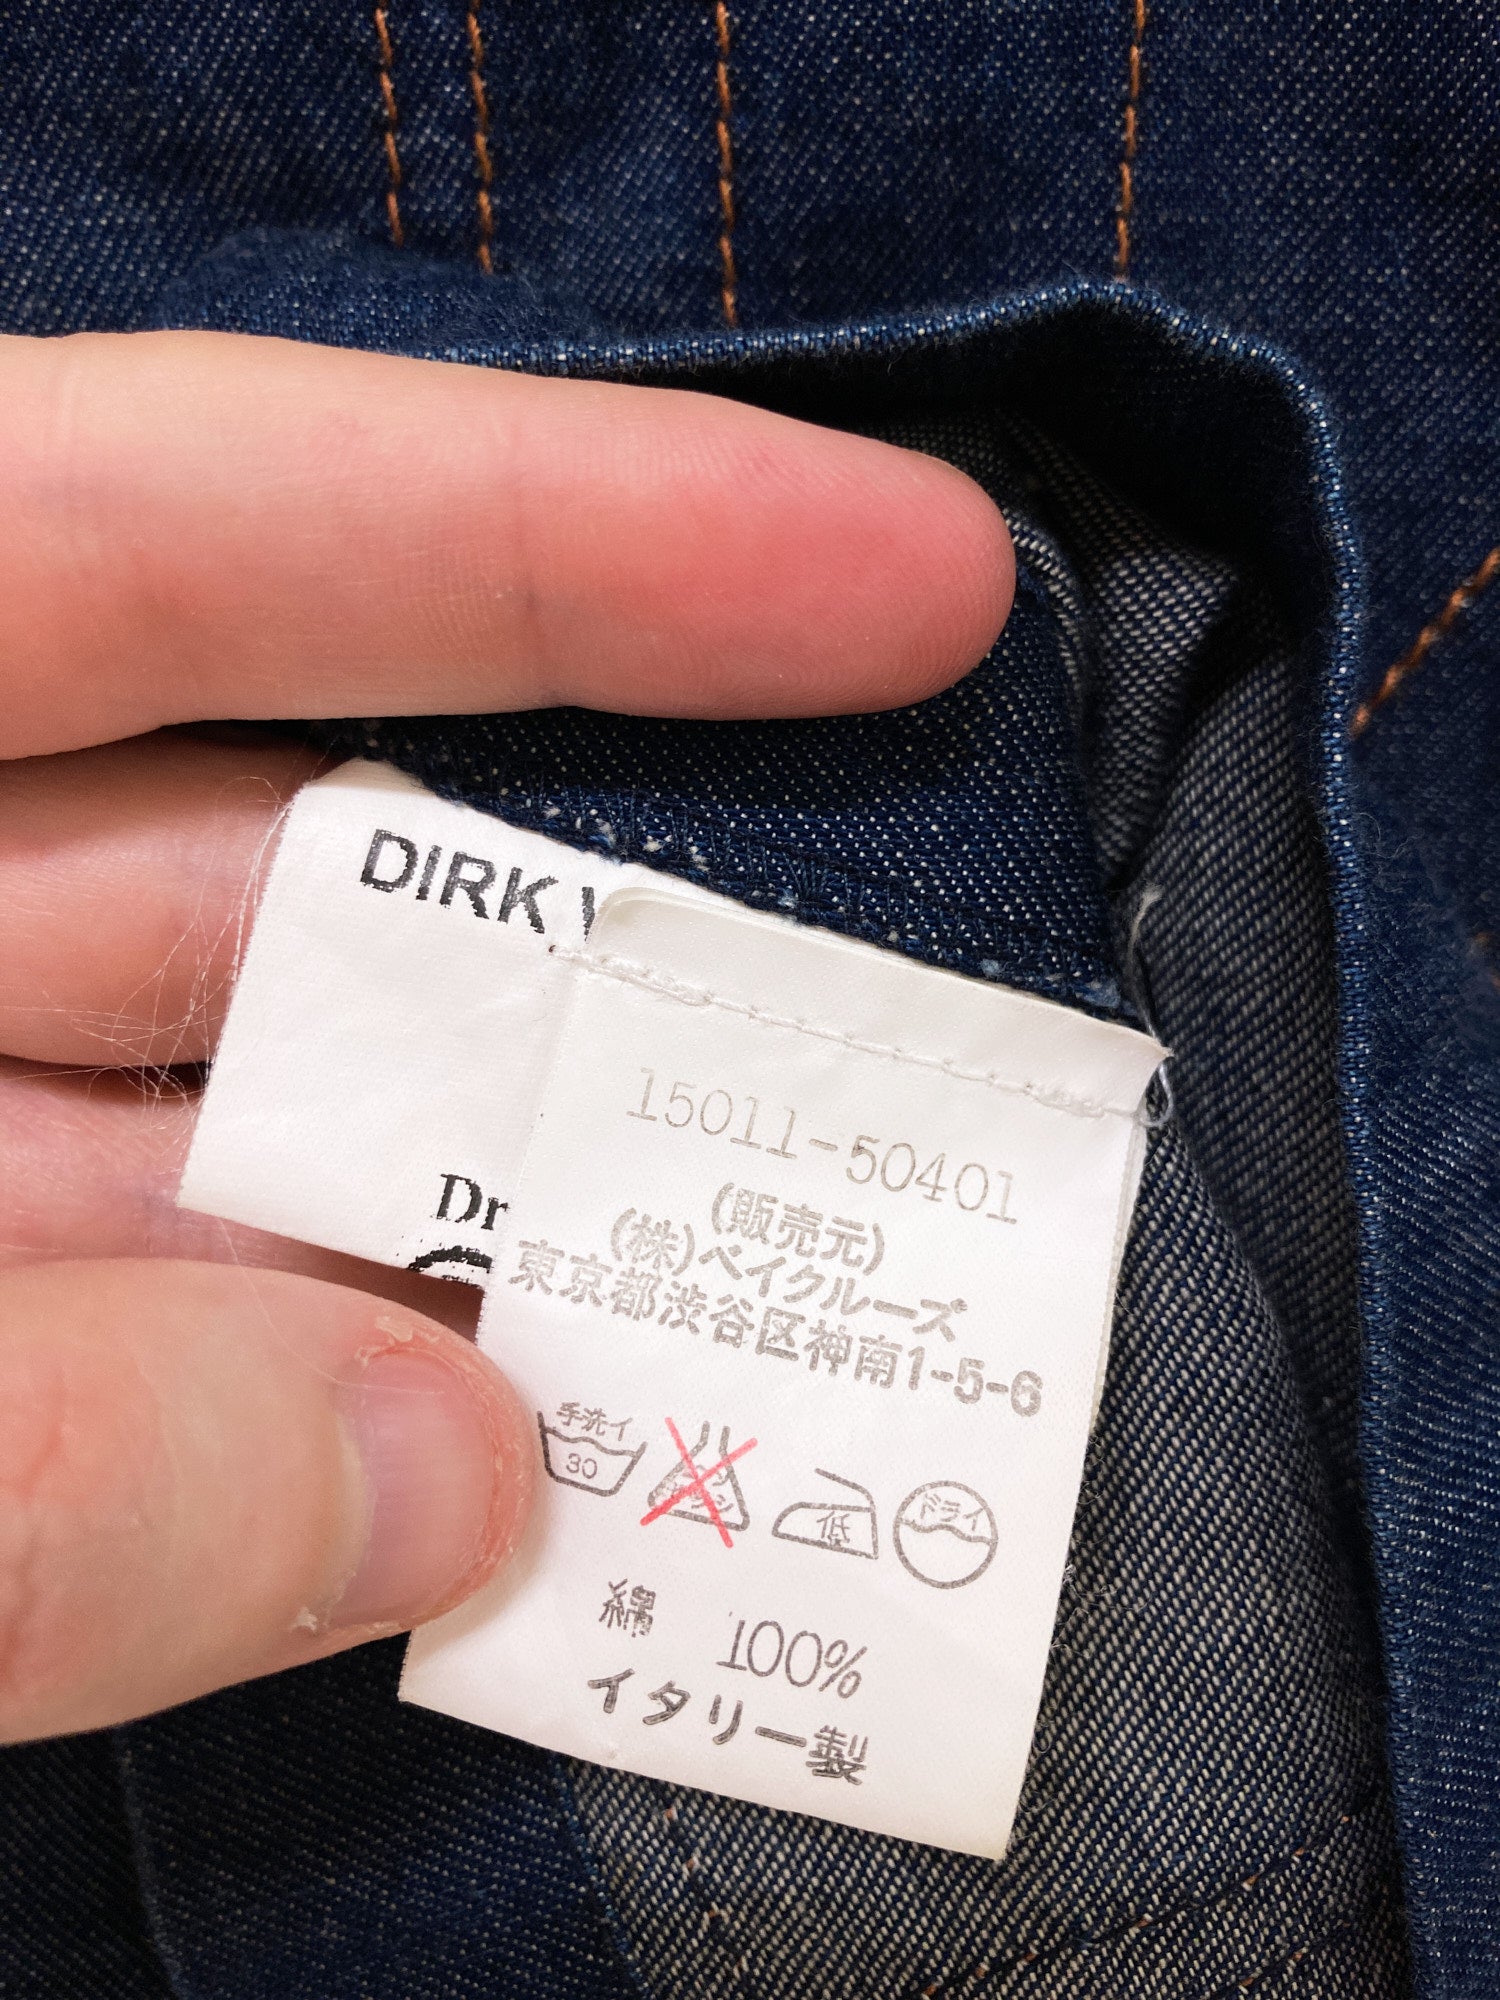 DIRK
Dr
15011-50401
(販売元)
(株)ベイクルーズ
東京都渋谷区神南1-5-6
手洗イ
30
低
ドライ
綿 100%
イタリー製